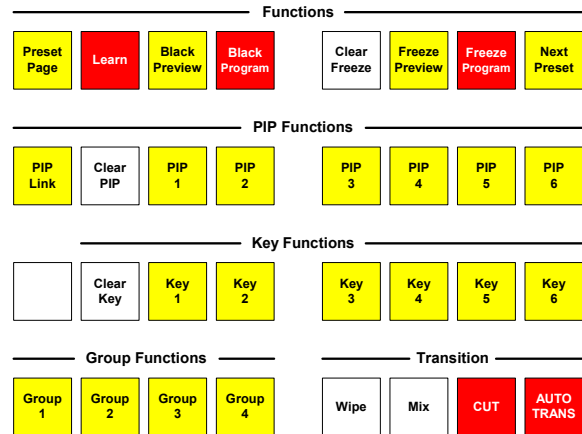 Functions
Preset Page
Learn
Black Preview
Black Program
Clear Freeze
Freeze Preview
Freeze Program
Next Preset
PIP Functions
PIP Link
Clear PIP
PIP 1
PIP 2
PIP 3
PIP 4
PIP 5
PIP 6
Key Functions
Clear Key
Key 1
Key 2
Key 3
Key 4
Key 5
Key 6
Group Functions
Group 1
Group 2
Group 3
Group 4
Transition
Wipe
Mix
CUT
AUTO TRANS